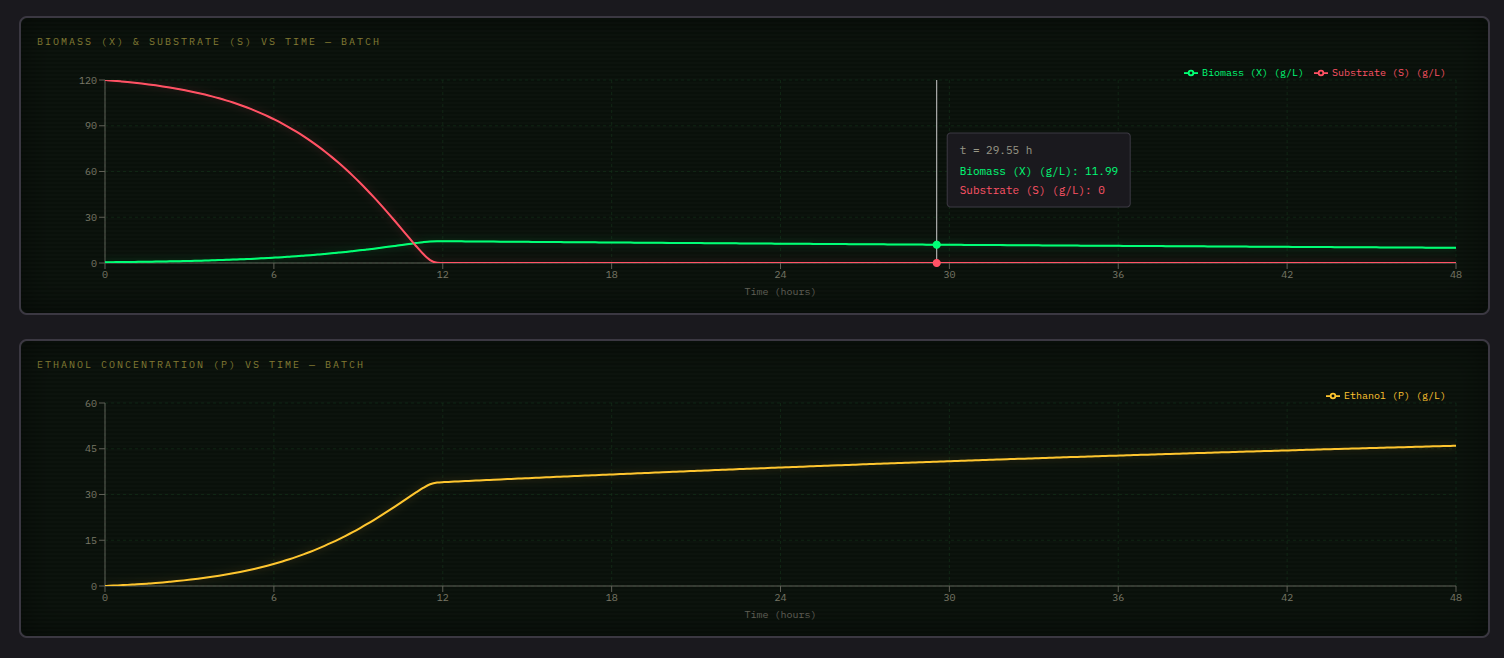 BIOMASS (X) & SUBSTRATE (S) VS TIME — BATCH
Biomass (X) (g/L) Substrate (S) (g/L)
120
90
60
30
0
t = 29.55 h
Biomass (X) (g/L): 11.99
Substrate (S) (g/L): 0
0 6 12 18 24 30 36 42 48
Time (hours)
ETHANOL CONCENTRATION (P) VS TIME — BATCH
Ethanol (P) (g/L)
60
45
30
15
0
0 6 12 18 24 30 36 42 48
Time (hours)